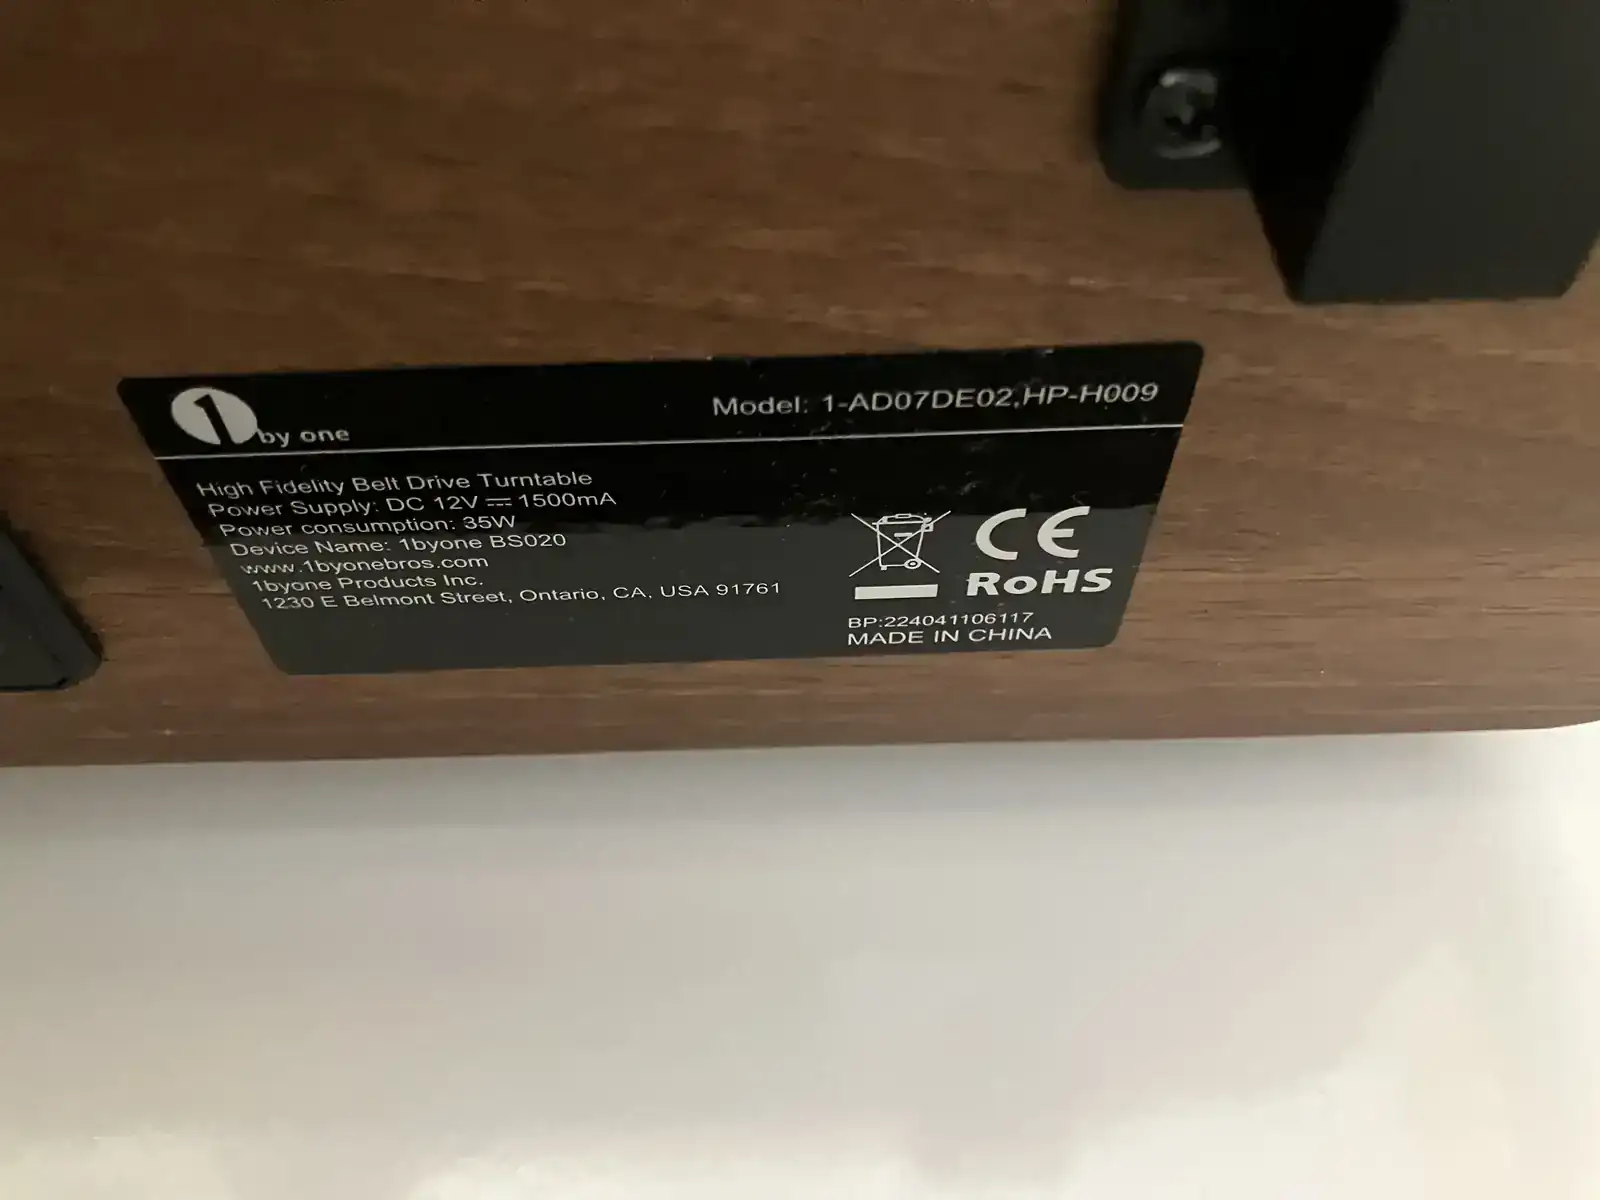 1 by one
Model: 1-AD07DE02,HP-H009
High Fidelity Belt Drive Turntable
Power Supply: DC 12V ⎓ 1500mA
Power consumption: 35W
Device Name: 1byone BS020
www.1byonebros.com
1byone Products Inc.
1230 E Belmont Street, Ontario, CA, USA 91761
CE
RoHS
BP:224041106117
MADE IN CHINA